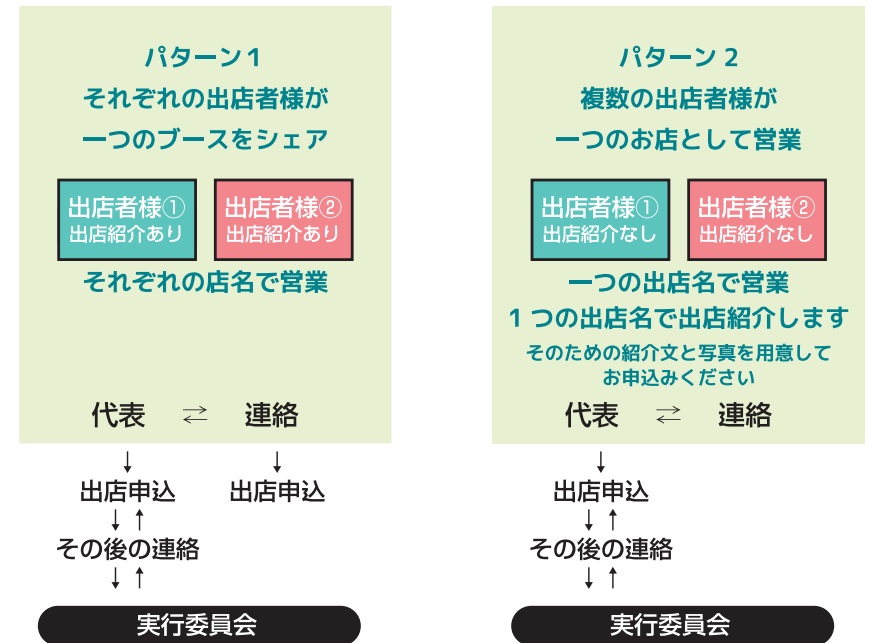 パターン1
それぞれの出店者様が
一つのブースをシェア
出店者様①
出店紹介あり
出店者様②
出店紹介あり
それぞれの店名で営業
代表 ⇄ 連絡
↓ ↓
出店申込 出店申込
↓↑
その後の連絡
↓↑
実行委員会
パターン2
複数の出店者様が
一つのお店として営業
出店者様①
出店紹介なし
出店者様②
出店紹介なし
一つの出店名で営業
1つの出店名で出店紹介します
そのための紹介文と写真を用意して
お申込みください
代表 ⇄ 連絡
↓
出店申込
↓↑
その後の連絡
↓↑
実行委員会